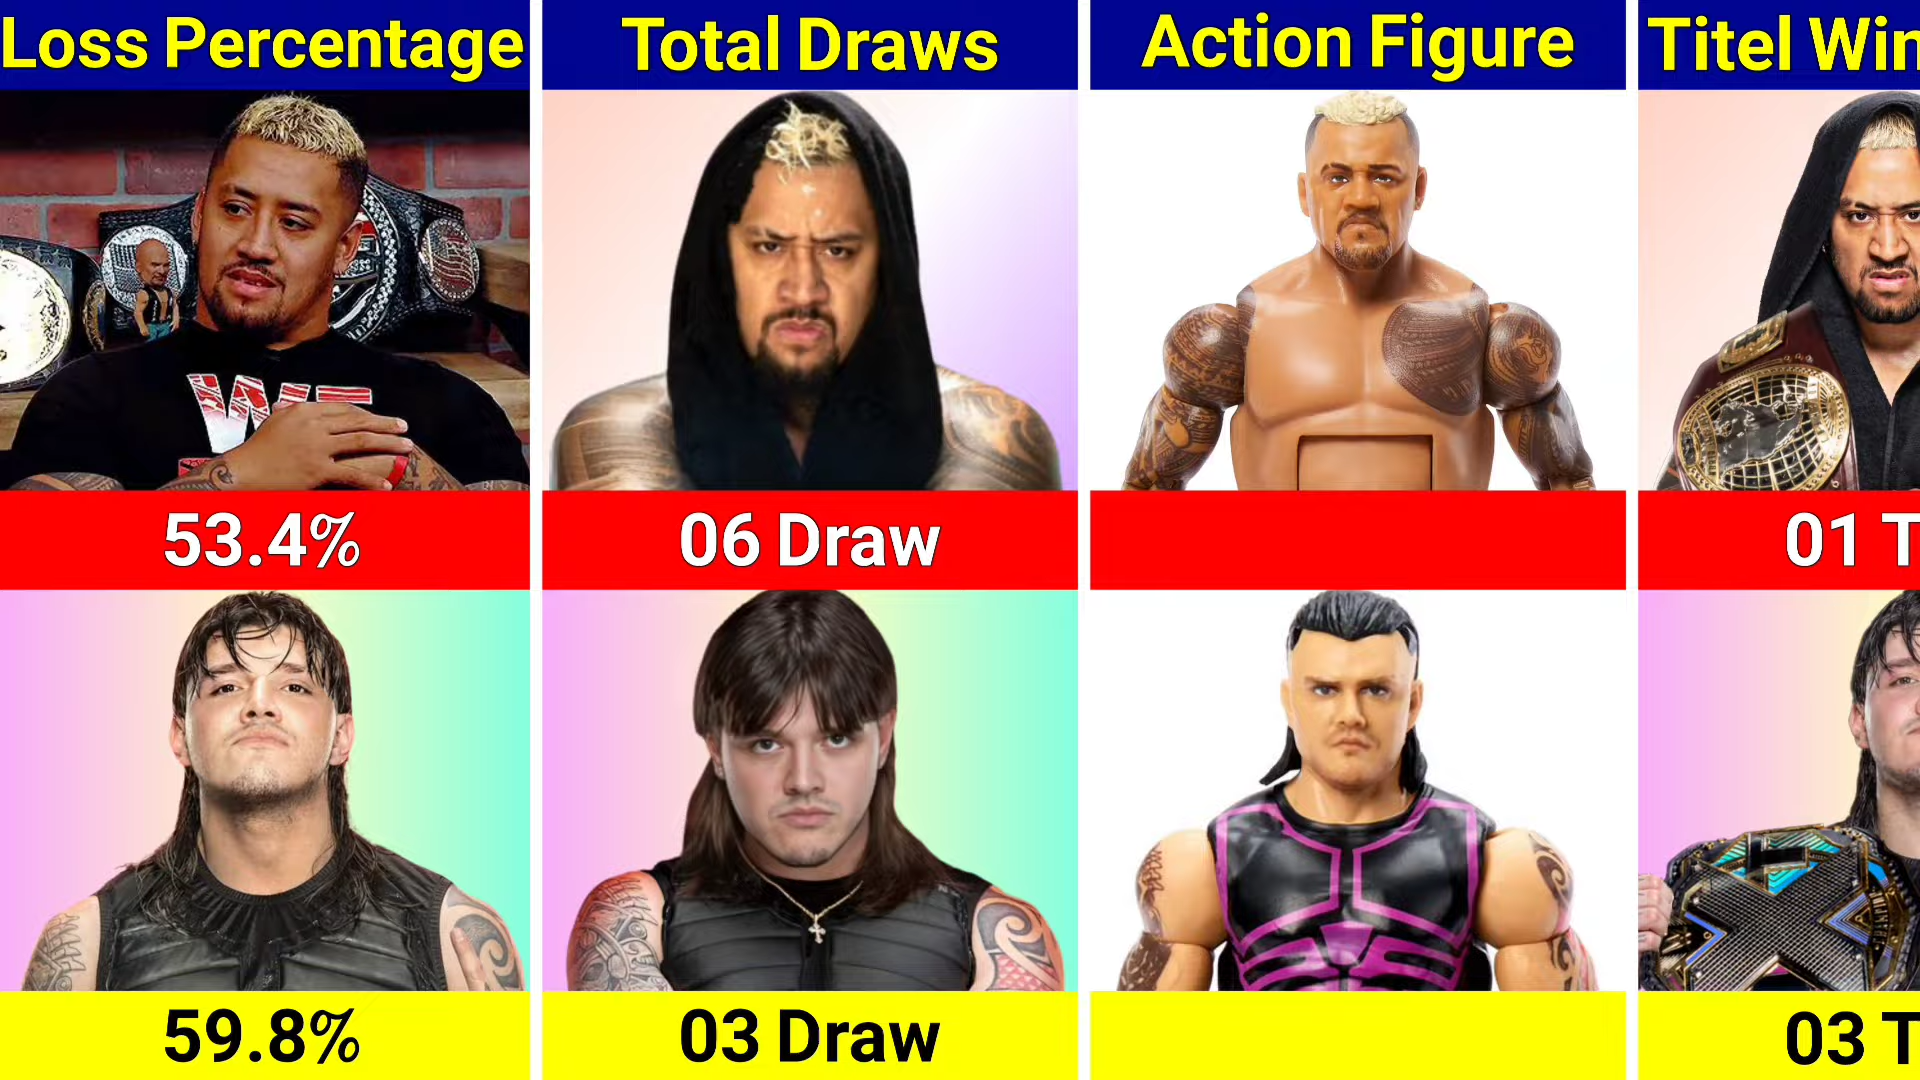 Loss Percentage
Total Draws
Action Figure
Titel Win
53.4%
06 Draw
01 T
59.8%
03 Draw
03 T